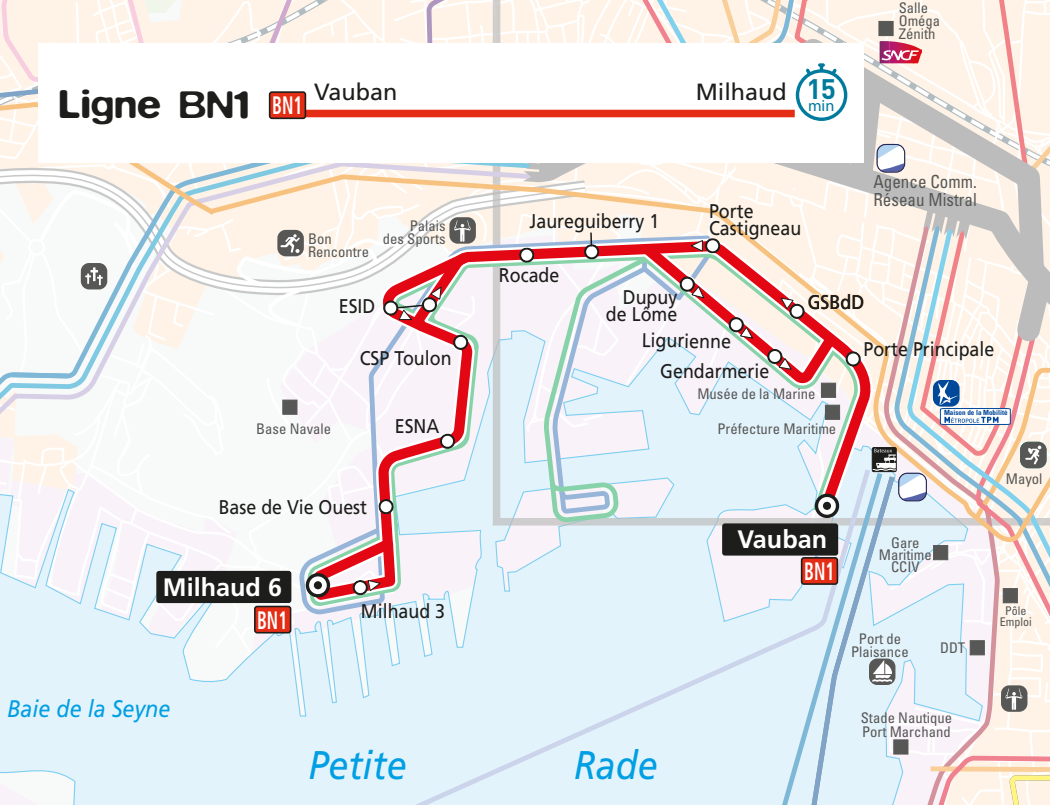 Salle
Oméga
Zénith
SNCF
Ligne BN1
BN1
Vauban
Milhaud
15
min
Agence Comm.
Réseau Mistral
Palais
des Sports
Bon
Rencontre
Jaureguiberry 1
Porte
Castigneau
Rocade
ESID
Dupuy
de Lôme
GSBdD
Ligurienne
Porte Principale
CSP Toulon
Gendarmerie
Musée de la Marine
Préfecture Maritime
Maison de la Mobilité
MÉTROPOLE TPM
Base Navale
ESNA
Bateaux
Mayol
Base de Vie Ouest
Vauban
BN1
Gare
Maritime
CCIV
Milhaud 6
BN1
Milhaud 3
Pôle
Emploi
Port de
Plaisance
DDT
Baie de la Seyne
Stade Nautique
Port Marchand
Petite
Rade